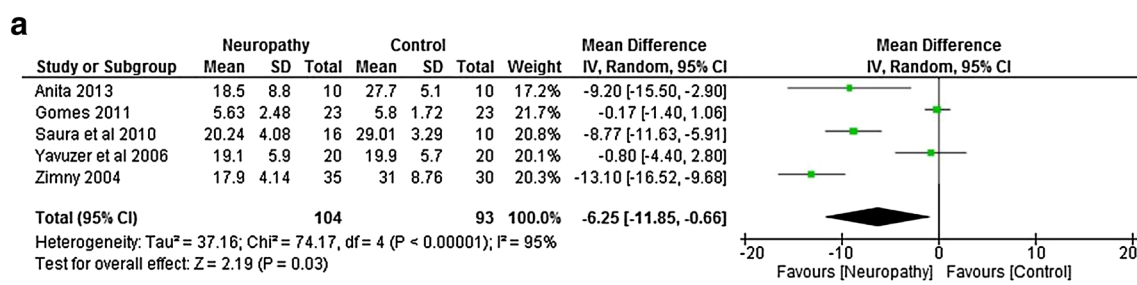 a
Neuropathy Control Mean Difference Mean Difference
Study or Subgroup Mean SD Total Mean SD Total Weight IV, Random, 95% CI IV, Random, 95% CI
Anita 2013 18.5 8.8 10 27.7 5.1 10 17.2% -9.20 [-15.50, -2.90]
Gomes 2011 5.63 2.48 23 5.8 1.72 23 21.7% -0.17 [-1.40, 1.06]
Saura et al 2010 20.24 4.08 16 29.01 3.29 10 20.8% -8.77 [-11.63, -5.91]
Yavuzer et al 2006 19.1 5.9 20 19.9 5.7 20 20.1% -0.80 [-4.40, 2.80]
Zimny 2004 17.9 4.14 35 31 8.76 30 20.3% -13.10 [-16.52, -9.68]
Total (95% CI) 104 93 100.0% -6.25 [-11.85, -0.66]
Heterogeneity: Tau² = 37.16; Chi² = 74.17, df = 4 (P < 0.00001); I² = 95%
Test for overall effect: Z = 2.19 (P = 0.03)
-20 -10 0 10 20
Favours [Neuropathy] Favours [Control]